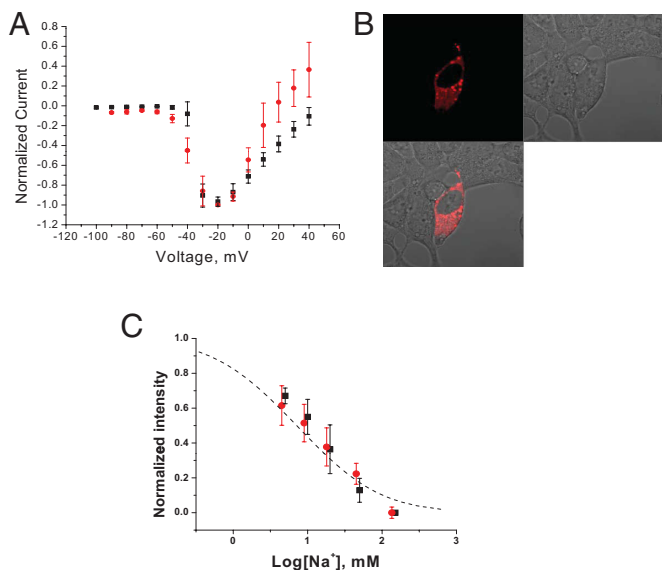 A
Normalized Current
0.8
0.6
0.4
0.2
0.0
-0.2
-0.4
-0.6
-0.8
-1.0
-1.2
-120 -100 -80 -60 -40 -20 0 20 40 60
Voltage, mV
B
C
Normalized intensity
1.0
0.8
0.6
0.4
0.2
0.0
0 1 2 3
Log[Na⁺], mM